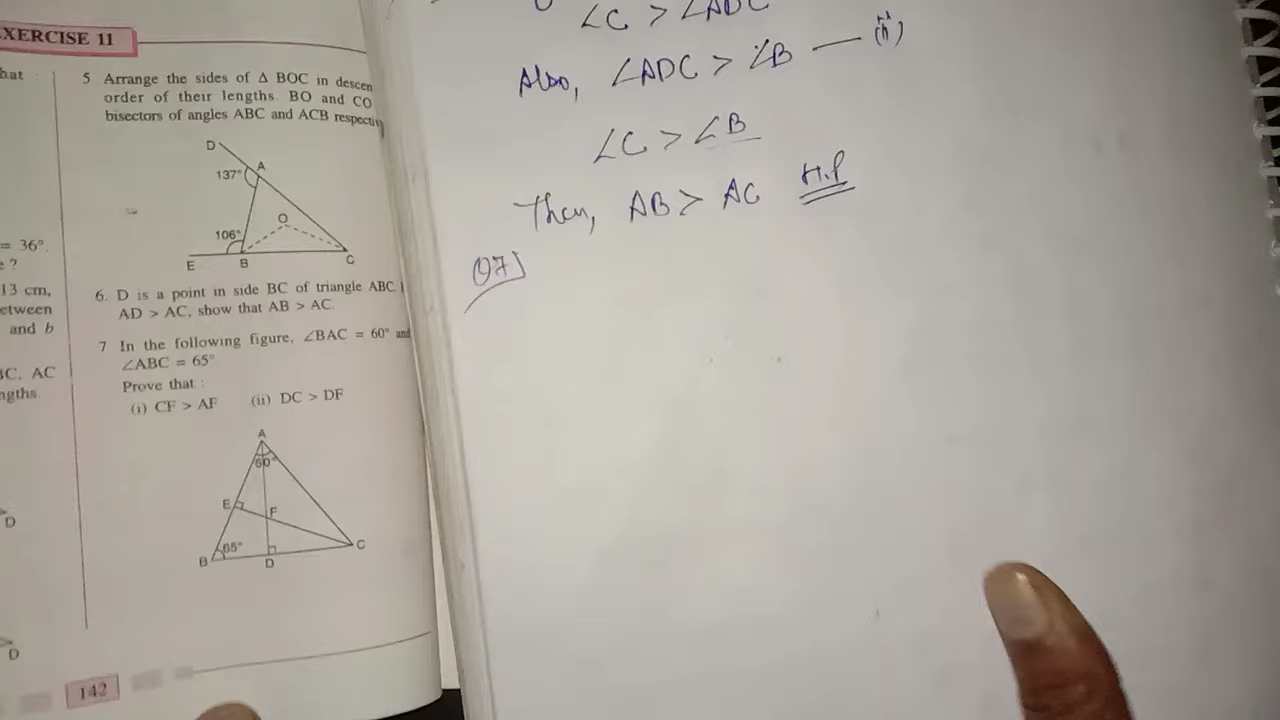 EXERCISE 11
hat :
= 36°.
e ?
13 cm,
etween
and b
BC, AC
ngths.
D
D
5 Arrange the sides of Δ BOC in descen
order of their lengths. BO and CO
bisectors of angles ABC and ACB respectiv
D
A
137°
O
106°
E
B
C
6. D is a point in side BC of triangle ABC
AD > AC, show that AB > AC.
7 In the following figure, ∠BAC = 60° and
∠ABC = 65°
Prove that :
(i) CF > AF (ii) DC > DF
A
60°
E
F
65°
B
D
C
142
∠C > ∠ADC
Also, ∠ADC > ∠B — (ii)
∠C > ∠B
Then, AB > AC H.P
Q7]